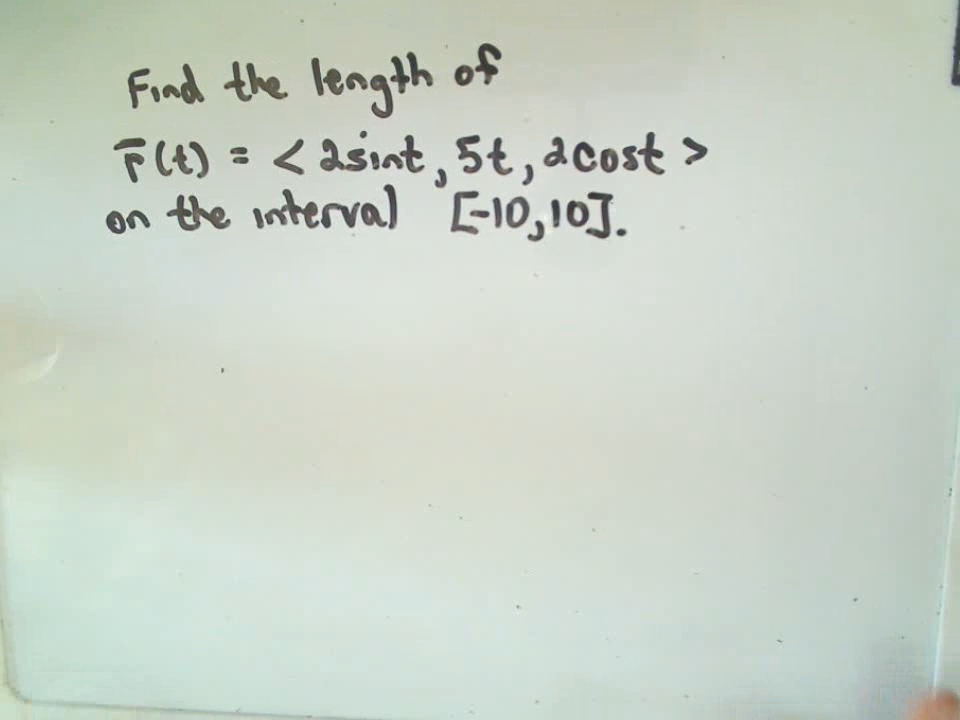 Find the length of
r̄(t) = < 2sint, 5t, 2cost >
on the interval [-10,10].